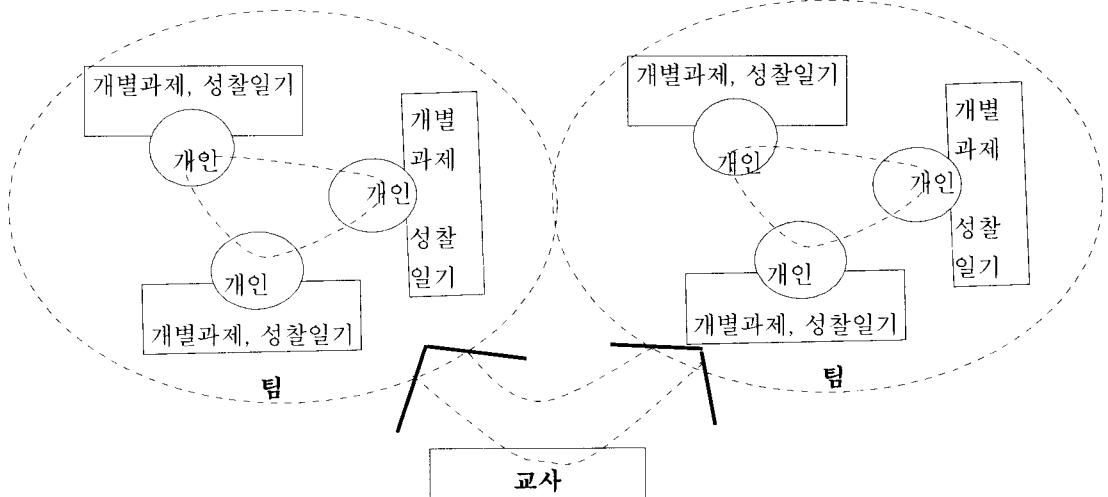 개별과제, 성찰일기
개인
개별
과제
개인
성찰
일기
개인
개별과제, 성찰일기
팀
개별과제, 성찰일기
개인
개별
과제
개인
성찰
일기
개인
개별과제, 성찰일기
팀
교사